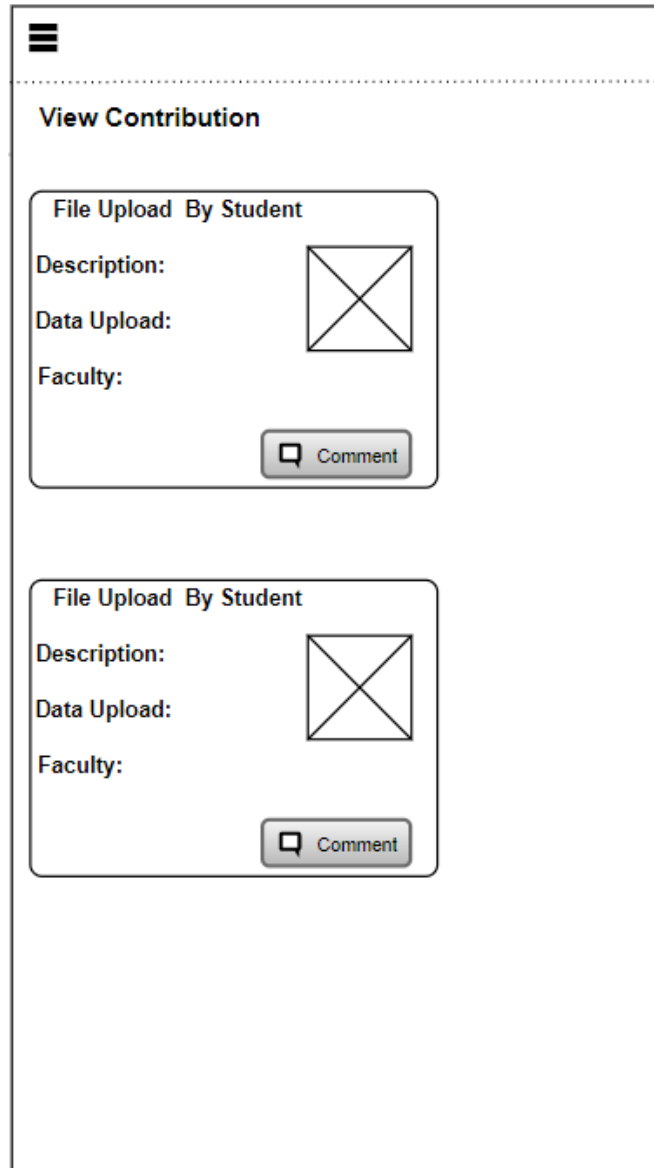 View Contribution
File Upload By Student
Description:
Data Upload:
Faculty:
Comment
File Upload By Student
Description:
Data Upload:
Faculty:
Comment